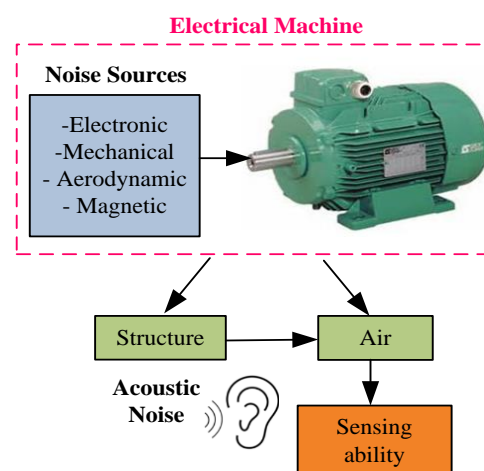 Electrical Machine
Noise Sources
-Electronic
-Mechanical
- Aerodynamic
- Magnetic
Structure
Air
Acoustic
Noise
Sensing
ability